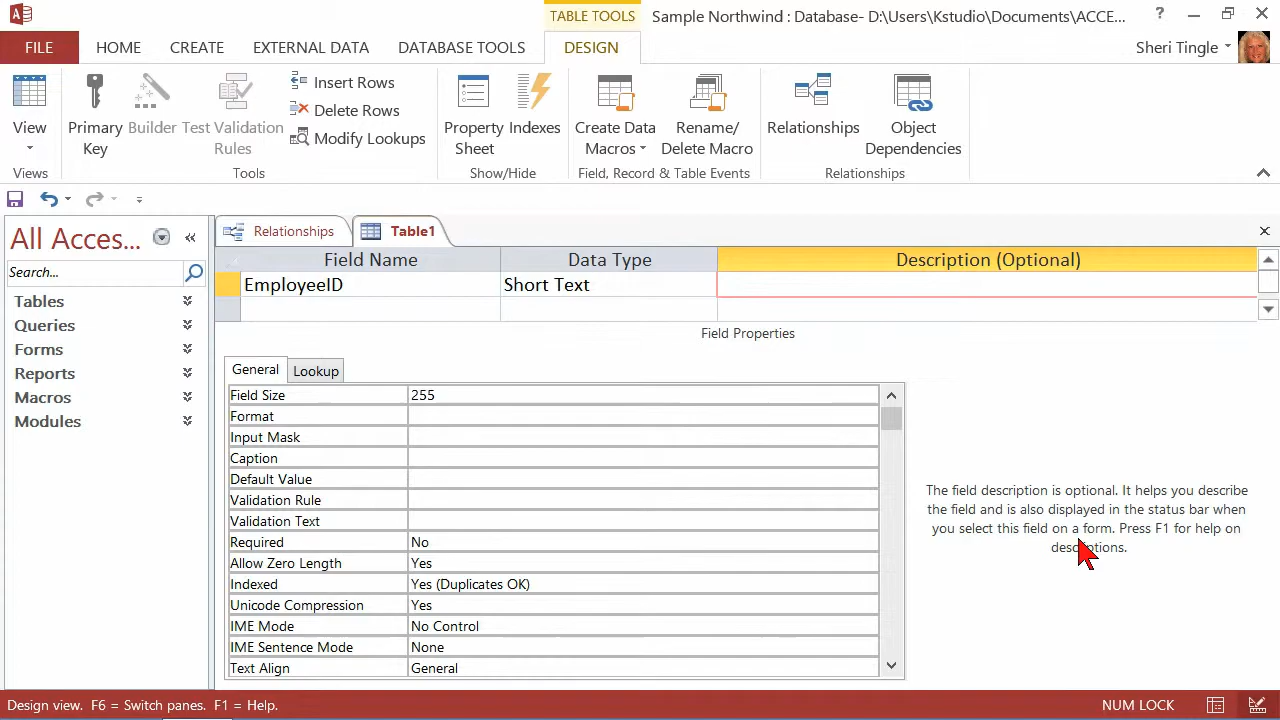 TABLE TOOLS
Sample Northwind : Database- D:\Users\Kstudio\Documents\ACCE...
?
FILE
HOME
CREATE
EXTERNAL DATA
DATABASE TOOLS
DESIGN
Sheri Tingle
View
Primary
Key
Builder
Test Validation
Rules
Insert Rows
Delete Rows
Modify Lookups
Property
Sheet
Indexes
Create Data
Macros
Rename/
Delete Macro
Relationships
Object
Dependencies
Views
Tools
Show/Hide
Field, Record & Table Events
Relationships
All Acces...
Search...
Tables
Queries
Forms
Reports
Macros
Modules
Relationships
Table1
Field Name
Data Type
Description (Optional)
EmployeeID
Short Text
Field Properties
General
Lookup
Field Size 255
Format
Input Mask
Caption
Default Value
Validation Rule
Validation Text
Required No
Allow Zero Length Yes
Indexed Yes (Duplicates OK)
Unicode Compression Yes
IME Mode No Control
IME Sentence Mode None
Text Align General
The field description is optional. It helps you describe
the field and is also displayed in the status bar when
you select this field on a form. Press F1 for help on
descriptions.
Design view. F6 = Switch panes. F1 = Help.
NUM LOCK